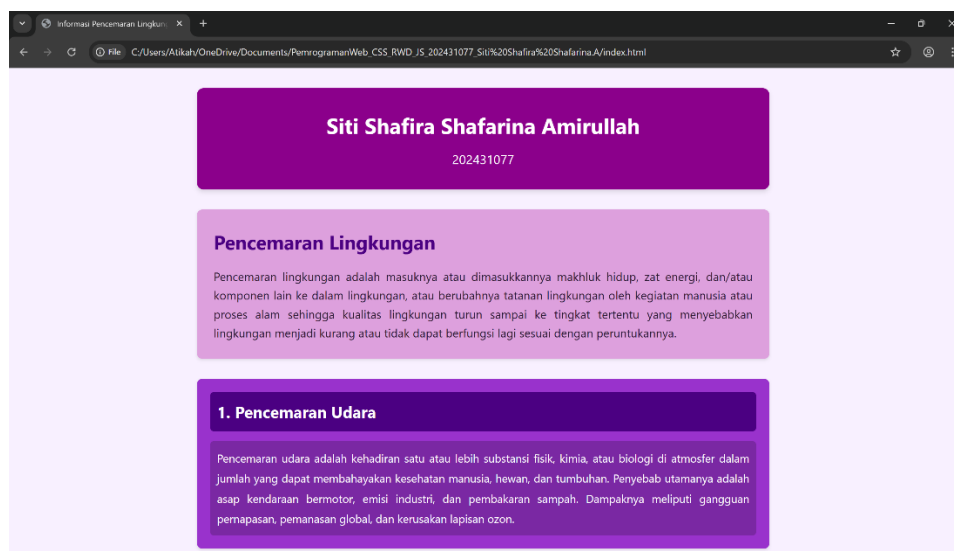 Informasi Pencemaran Lingkun
File C:/Users/Atikah/OneDrive/Documents/PemrogramanWeb_CSS_RWD_JS_202431077_Siti%20Shafira%20Shafarina.A/index.html
Siti Shafira Shafarina Amirullah
202431077
Pencemaran Lingkungan
Pencemaran lingkungan adalah masuknya atau dimasukkannya makhluk hidup, zat energi, dan/atau
komponen lain ke dalam lingkungan, atau berubahnya tatanan lingkungan oleh kegiatan manusia atau
proses alam sehingga kualitas lingkungan turun sampai ke tingkat tertentu yang menyebabkan
lingkungan menjadi kurang atau tidak dapat berfungsi lagi sesuai dengan peruntukannya.
1. Pencemaran Udara
Pencemaran udara adalah kehadiran satu atau lebih substansi fisik, kimia, atau biologi di atmosfer dalam
jumlah yang dapat membahayakan kesehatan manusia, hewan, dan tumbuhan. Penyebab utamanya adalah
asap kendaraan bermotor, emisi industri, dan pembakaran sampah. Dampaknya meliputi gangguan
pernapasan, pemanasan global, dan kerusakan lapisan ozon.